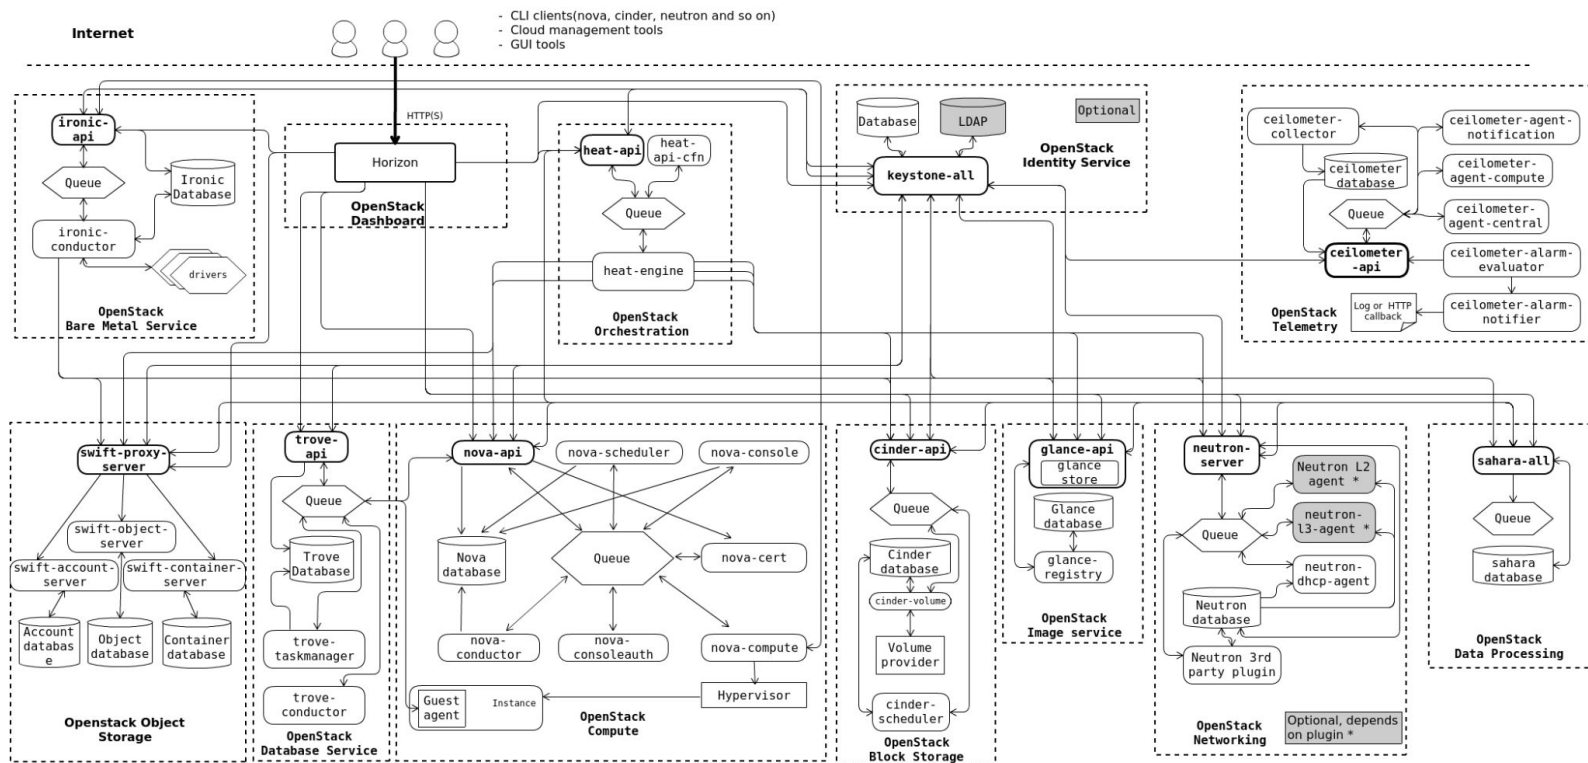 Internet
- CLI clients(nova, cinder, neutron and so on)
- Cloud management tools
- GUI tools
HTTP(S)
ironic-
api
Queue
Ironic
Database
ironic-
conductor
drivers
OpenStack
Bare Metal Service
Horizon
OpenStack
Dashboard
heat-api
heat-
api-cfn
Queue
heat-engine
OpenStack
Orchestration
Database
LDAP
Optional
OpenStack
Identity Service
keystone-all
ceilometer-
collector
ceilometer-agent-
notification
ceilometer
database
ceilometer-
agent-compute
Queue
ceilometer-
agent-central
ceilometer
-api
ceilometer-alarm-
evaluator
Log or HTTP
callback
ceilometer-alarm-
notifier
OpenStack
Telemetry
swift-proxy-
server
swift-object-
server
swift-account-
server
swift-container-
server
Account
databas
e
Object
database
Container
database
Openstack Object
Storage
trove-
api
Queue
Trove
Database
trove-
taskmanager
trove-
conductor
OpenStack
Database Service
nova-api
nova-scheduler
nova-console
Nova
database
Queue
nova-cert
nova-
conductor
nova-
consoleauth
nova-compute
Guest
agent
Instance
Hypervisor
OpenStack
Compute
cinder-api
Queue
Cinder
database
cinder-volume
Volume
provider
cinder-
scheduler
OpenStack
Block Storage
glance-api
glance
store
Glance
database
glance-
registry
OpenStack
Image service
neutron-
server
Neutron L2
agent *
Queue
neutron-
l3-agent *
neutron-
dhcp-agent
Neutron
database
Neutron 3rd
party plugin
OpenStack
Networking
Optional, depends
on plugin *
sahara-all
Queue
sahara
database
OpenStack
Data Processing